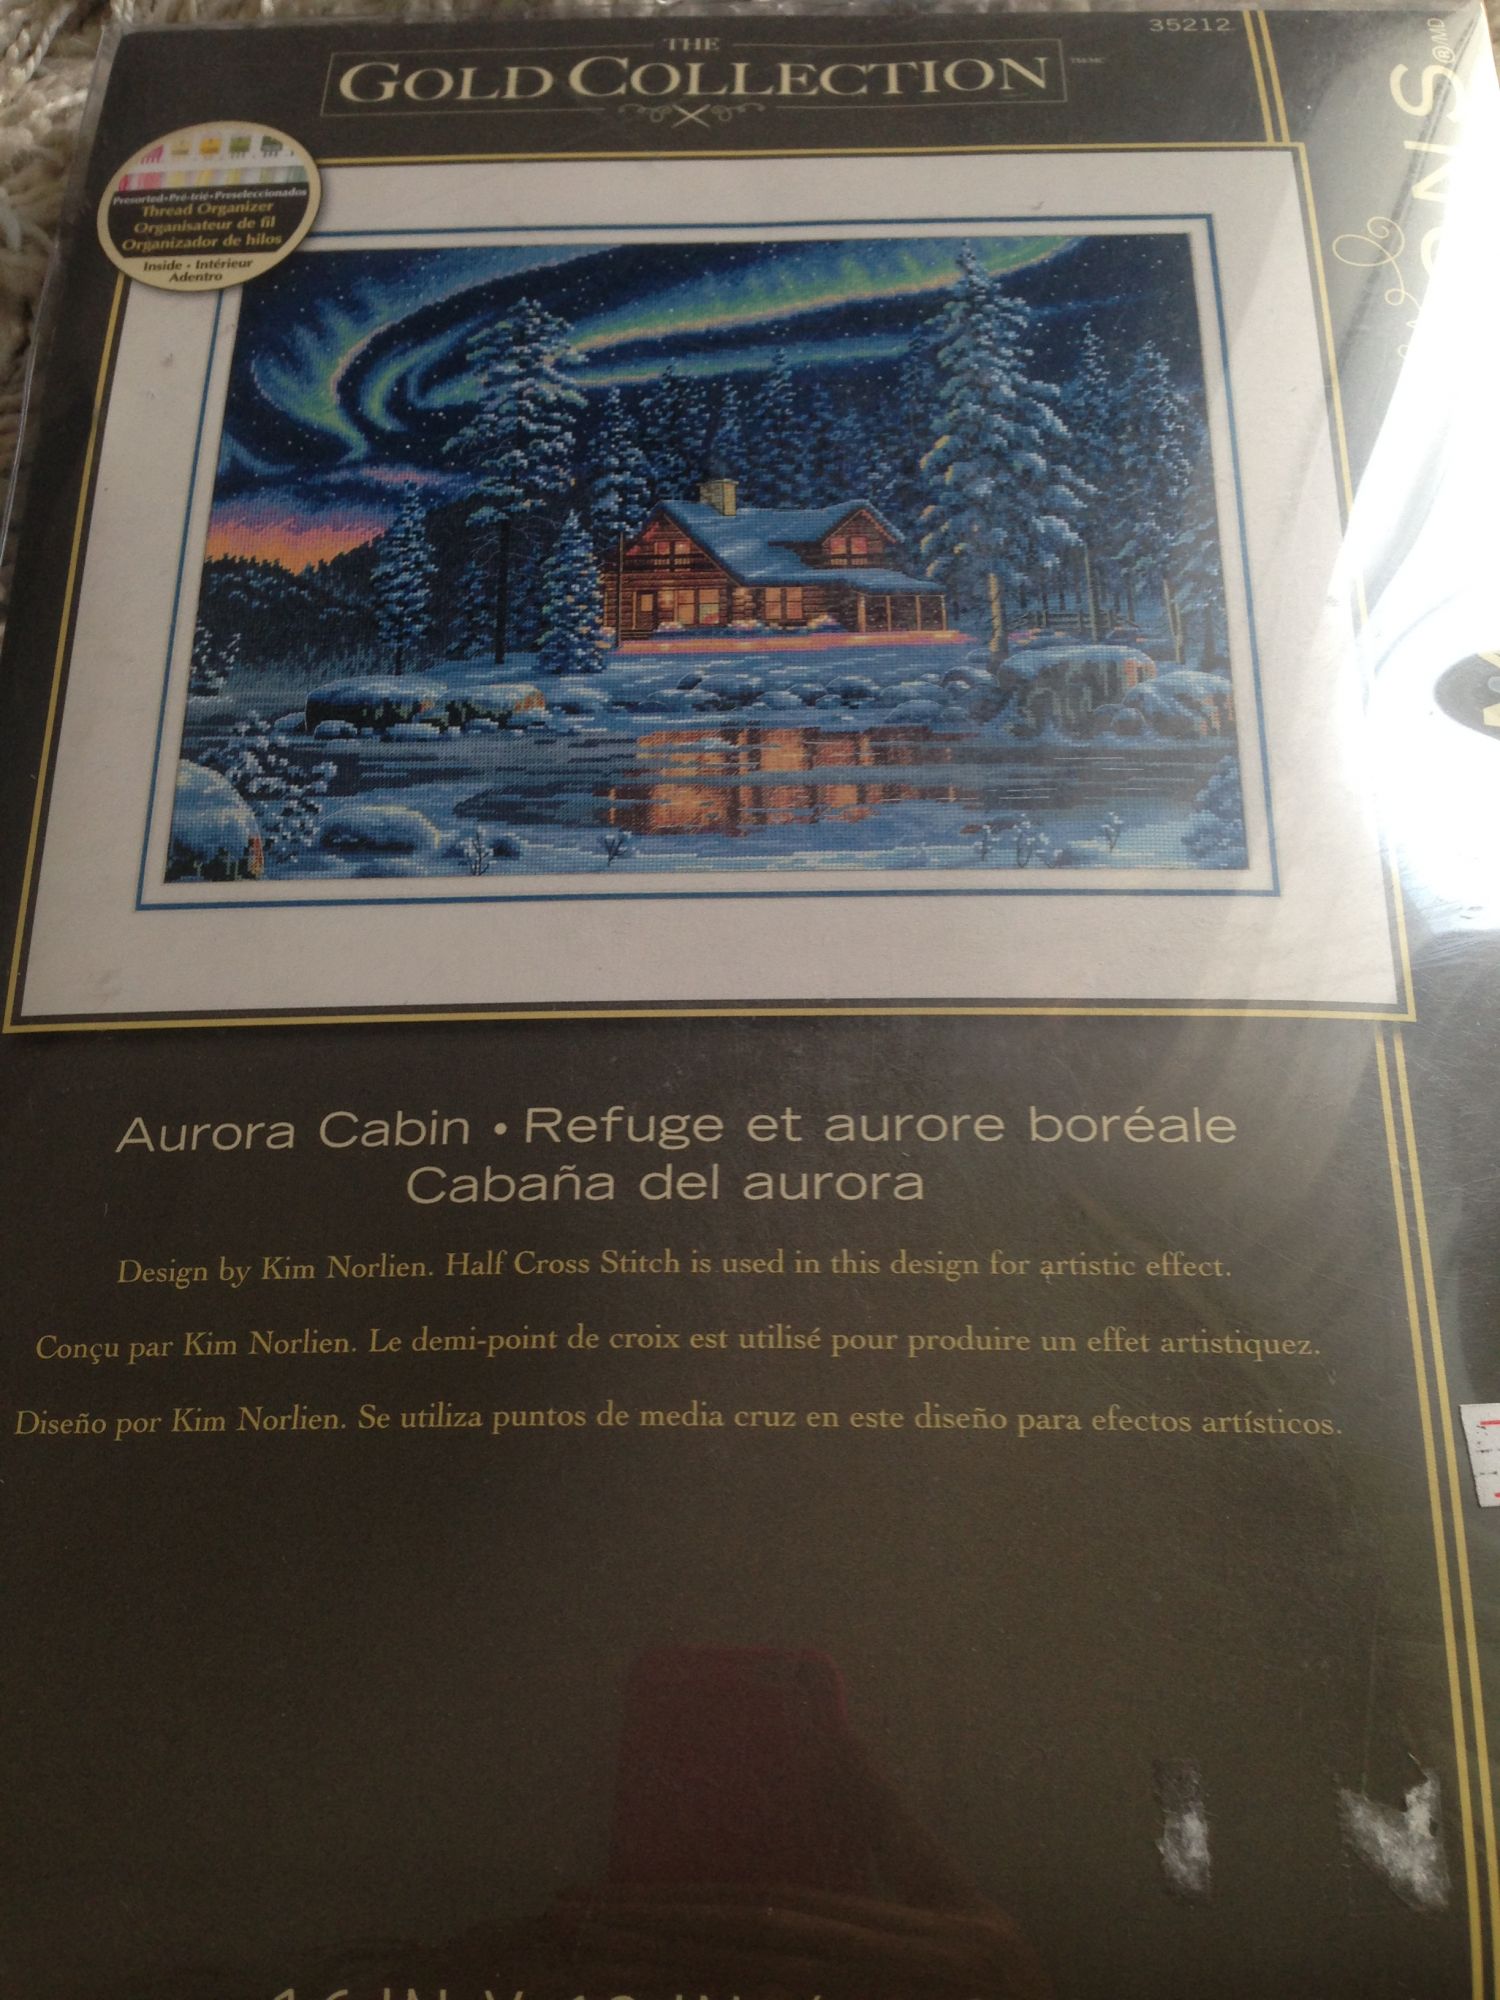 35212
THE
GOLD COLLECTION
Presorted•Pré-trié•Preseleccionados
Thread Organizer
Organisateur de fil
Organizador de hilos
Inside • Intérieur
Adentro
Aurora Cabin • Refuge et aurore boréale
Cabaña del aurora
Design by Kim Norlien. Half Cross Stitch is used in this design for artistic effect.
Conçu par Kim Norlien. Le demi-point de croix est utilisé pour produire un effet artistiquez.
Diseño por Kim Norlien. Se utiliza puntos de media cruz en este diseño para efectos artísticos.